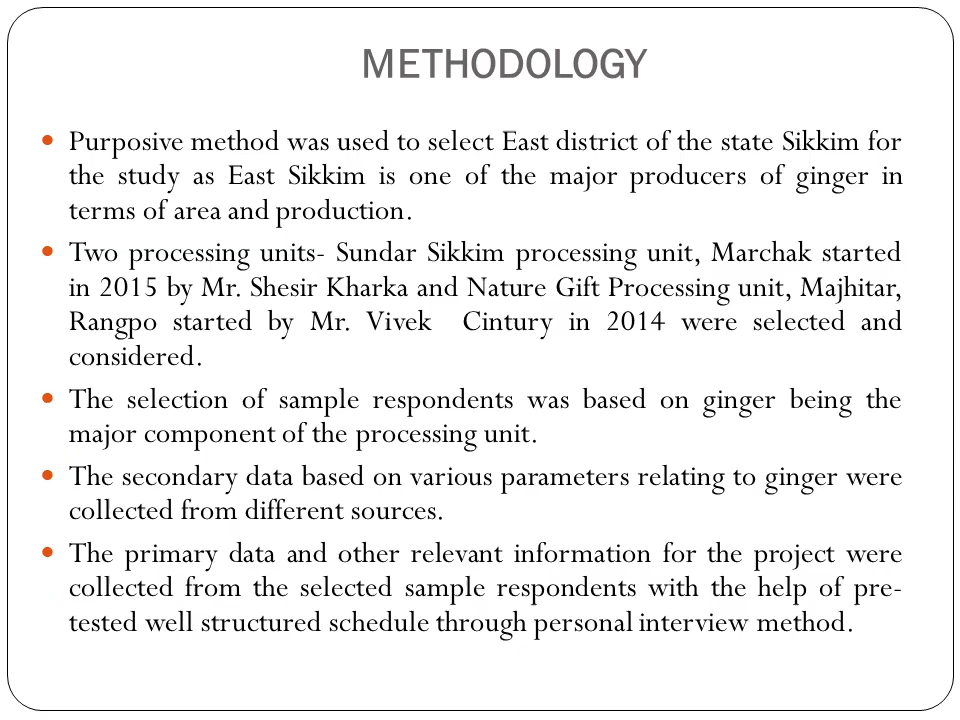 METHODOLOGY
Purposive method was used to select East district of the state Sikkim for
the study as East Sikkim is one of the major producers of ginger in
terms of area and production.
Two processing units- Sundar Sikkim processing unit, Marchak started
in 2015 by Mr. Shesir Kharka and Nature Gift Processing unit, Majhitar,
Rangpo started by Mr. Vivek Cintury in 2014 were selected and
considered.
The selection of sample respondents was based on ginger being the
major component of the processing unit.
The secondary data based on various parameters relating to ginger were
collected from different sources.
The primary data and other relevant information for the project were
collected from the selected sample respondents with the help of pre-
tested well structured schedule through personal interview method.